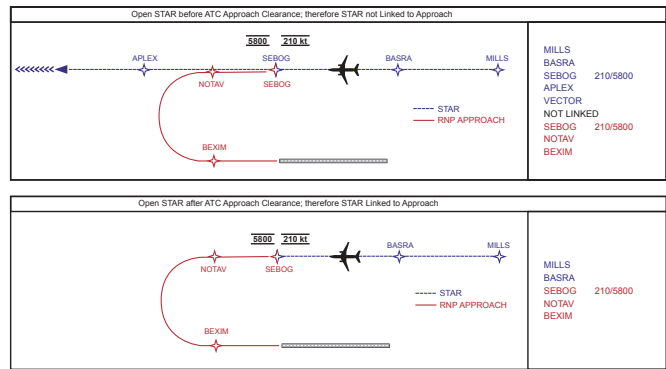 Open STAR before ATC Approach Clearance; therefore STAR not Linked to Approach
5800 210 kt
APLEX SEBOG BASRA MILLS
NOTAV SEBOG
STAR
RNP APPROACH
BEXIM
MILLS
BASRA
SEBOG 210/5800
APLEX
VECTOR
NOT LINKED
SEBOG 210/5800
NOTAV
BEXIM
Open STAR after ATC Approach Clearance; therefore STAR Linked to Approach
5800 210 kt
BASRA MILLS
NOTAV SEBOG
STAR
RNP APPROACH
BEXIM
MILLS
BASRA
SEBOG 210/5800
NOTAV
BEXIM